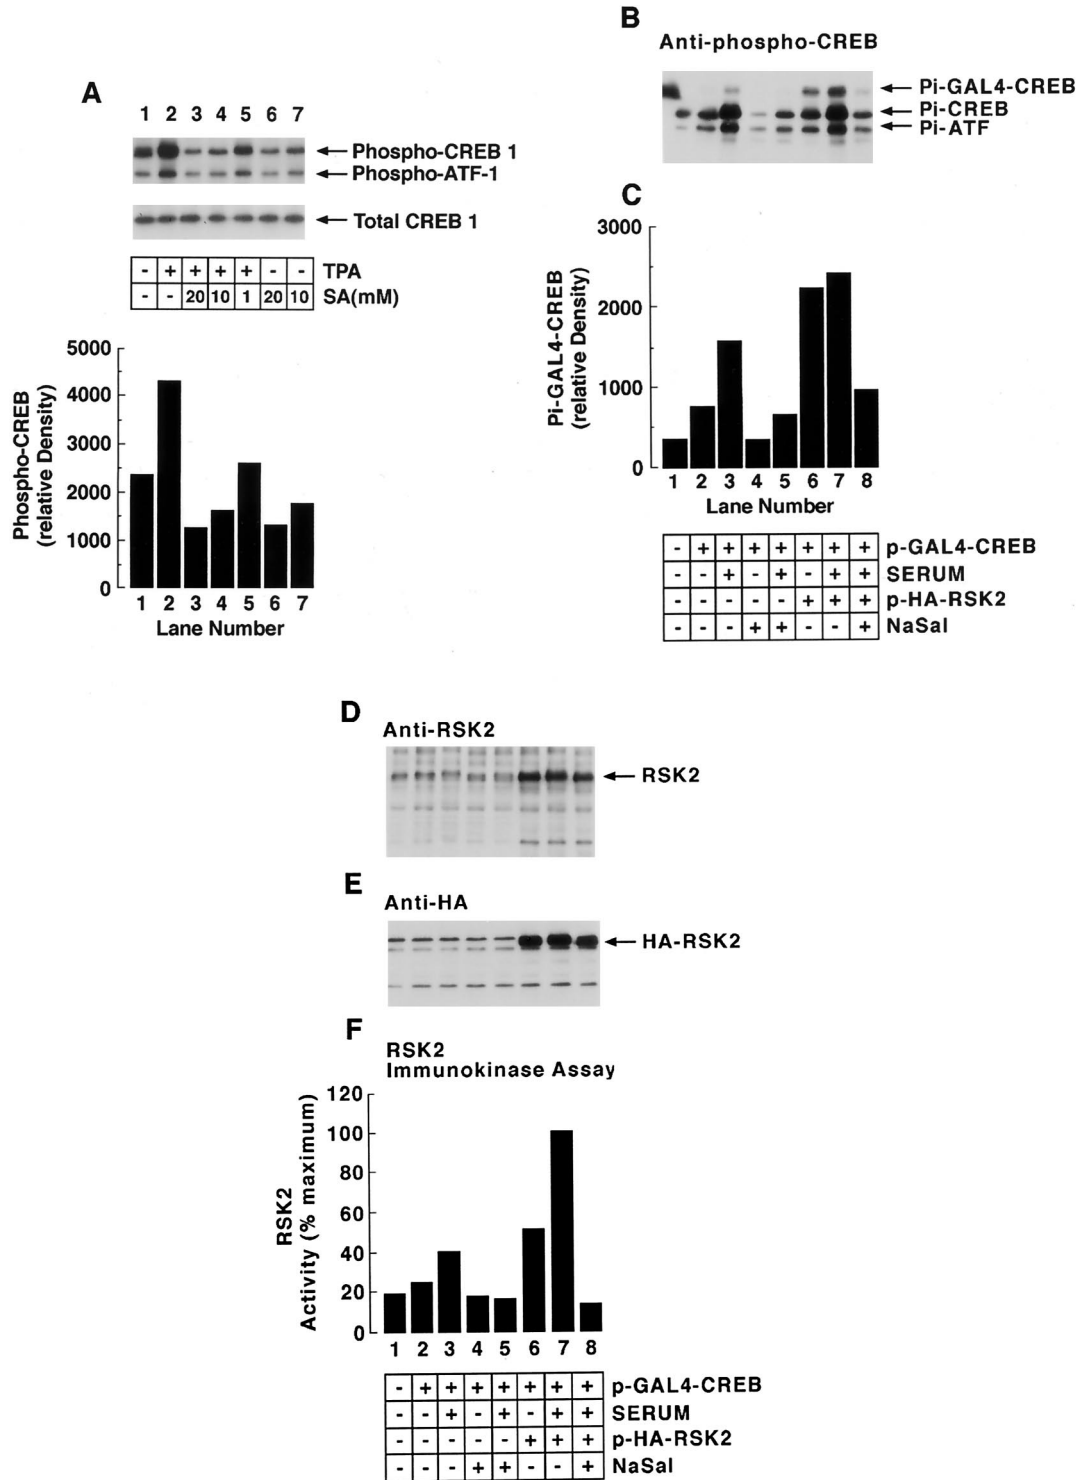 A
1 2 3 4 5 6 7
Phospho-CREB 1
Phospho-ATF-1
Total CREB 1
- + + + + - - TPA
- - 20 10 1 20 10 SA(mM)
Phospho-CREB
(relative Density)
5000
4000
3000
2000
1000
0
1 2 3 4 5 6 7
Lane Number
B
Anti-phospho-CREB
Pi-GAL4-CREB
Pi-CREB
Pi-ATF
C
Pi-GAL4-CREB
(relative Density)
3000
2000
1000
0
1 2 3 4 5 6 7 8
Lane Number
- + + + + + + + p-GAL4-CREB
- - + - + - + + SERUM
- - - - - + + + p-HA-RSK2
- - - + + - - + NaSal
D
Anti-RSK2
RSK2
E
Anti-HA
HA-RSK2
F
RSK2
Immunokinase Assay
RSK2
Activity (% maximum)
120
100
80
60
40
20
0
1 2 3 4 5 6 7 8
- + + + + + + + p-GAL4-CREB
- - + - + - + + SERUM
- - - - - + + + p-HA-RSK2
- - - + + - - + NaSal